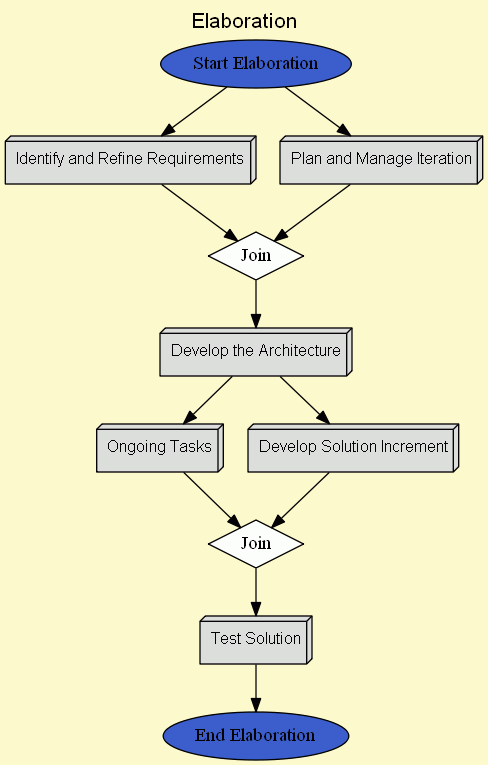 Elaboration
Start Elaboration
Identify and Refine Requirements
Plan and Manage Iteration
Join
Develop the Architecture
Ongoing Tasks
Develop Solution Increment
Join
Test Solution
End Elaboration